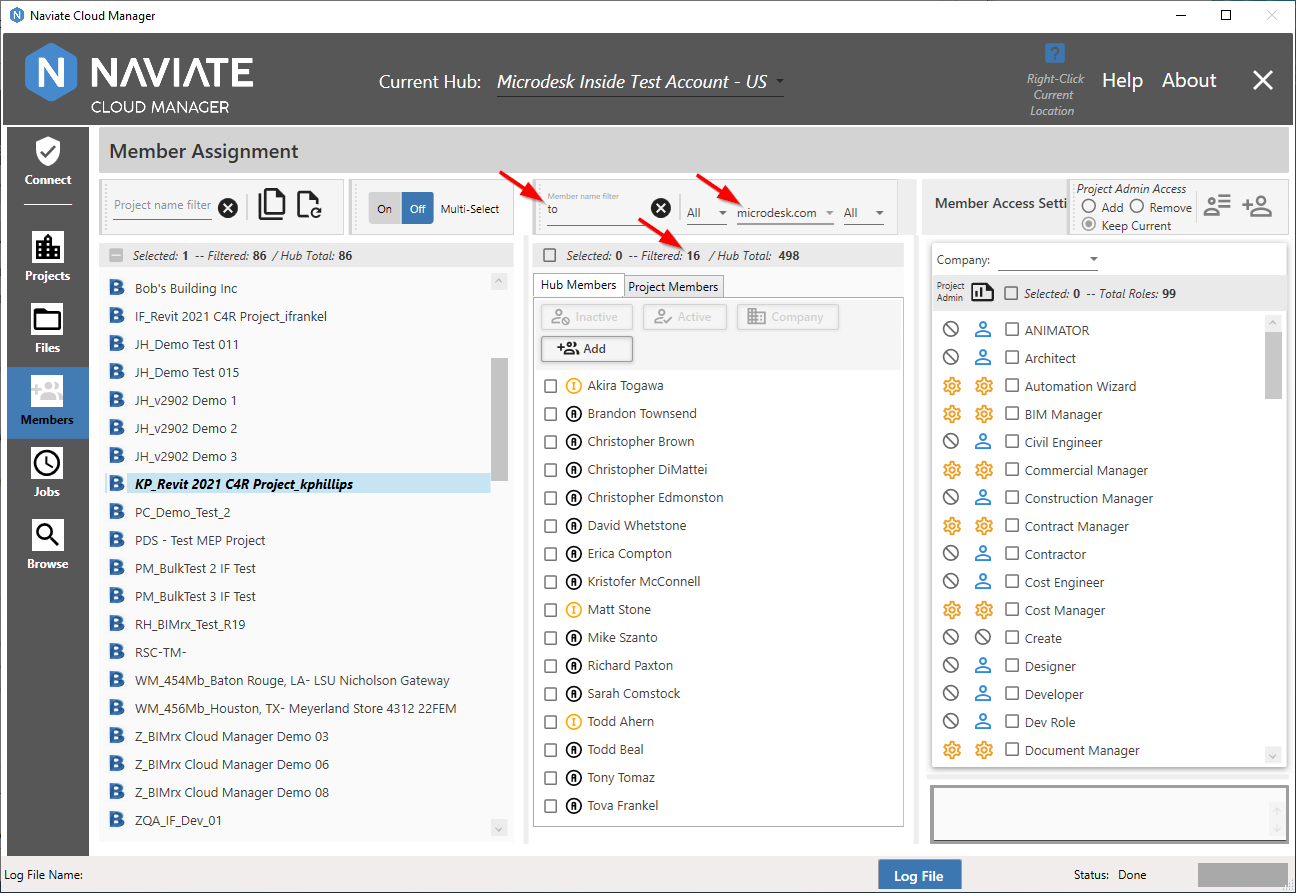 Naviate Cloud Manager
NAVIATE
CLOUD MANAGER
Current Hub: Microdesk Inside Test Account - US
?
Right-Click
Current
Location
Help About
Connect
Projects
Files
Members
Jobs
Browse
Member Assignment
Project name filter
On Off Multi-Select
Member name filter
to
All microdesk.com All
Member Access Setti
Project Admin Access
Add Remove
Keep Current
Selected: 1 -- Filtered: 86 / Hub Total: 86
B Bob's Building Inc
B IF_Revit 2021 C4R Project_ifrankel
B JH_Demo Test 011
B JH_Demo Test 015
B JH_v2902 Demo 1
B JH_v2902 Demo 2
B JH_v2902 Demo 3
B KP_Revit 2021 C4R Project_kphillips
B PC_Demo_Test_2
B PDS - Test MEP Project
B PM_BulkTest 2 IF Test
B PM_BulkTest 3 IF Test
B RH_BIMrx_Test_R19
B RSC-TM-
B WM_454Mb_Baton Rouge, LA- LSU Nicholson Gateway
B WM_456Mb_Houston, TX- Meyerland Store 4312 22FEM
B Z_BIMrx Cloud Manager Demo 03
B Z_BIMrx Cloud Manager Demo 06
B Z_BIMrx Cloud Manager Demo 08
B ZQA_IF_Dev_01
Selected: 0 -- Filtered: 16 / Hub Total: 498
Hub Members Project Members
Inactive Active Company
Add
I Akira Togawa
A Brandon Townsend
A Christopher Brown
A Christopher DiMattei
A Christopher Edmonston
A David Whetstone
A Erica Compton
A Kristofer McConnell
I Matt Stone
A Mike Szanto
A Richard Paxton
A Sarah Comstock
I Todd Ahern
A Todd Beal
A Tony Tomaz
A Tova Frankel
Company:
Project
Admin
Selected: 0 -- Total Roles: 99
ANIMATOR
Architect
Automation Wizard
BIM Manager
Civil Engineer
Commercial Manager
Construction Manager
Contract Manager
Contractor
Cost Engineer
Cost Manager
Create
Designer
Developer
Dev Role
Document Manager
Log File Name:
Log File
Status: Done